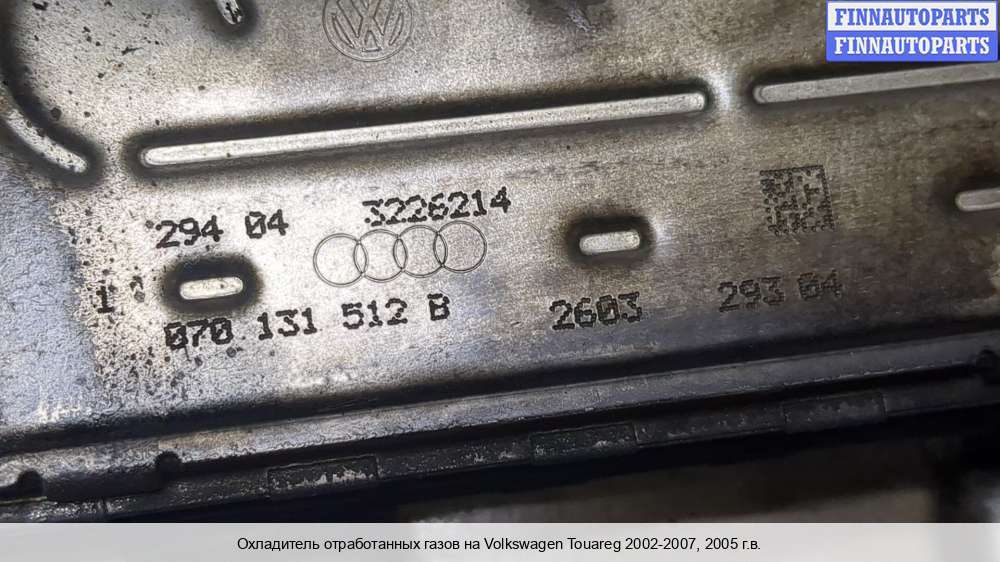 FINNAUTOPARTS
FINNAUTOPARTS
294 04 3226214
1
070 131 512 B 2603 293 04
Охладитель отработанных газов на Volkswagen Touareg 2002-2007, 2005 г.в.